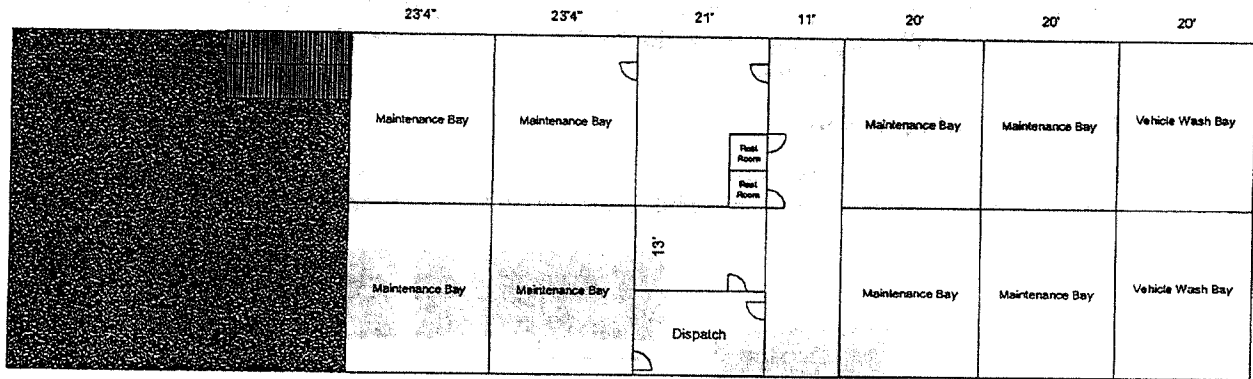 23'4" 23'4" 21' 11' 20' 20' 20'
Maintenance Bay Maintenance Bay Maintenance Bay Maintenance Bay Vehicle Wash Bay
Rest
Room
Rest
Room
13'
Maintenance Bay Maintenance Bay Maintenance Bay Maintenance Bay Vehicle Wash Bay
Dispatch